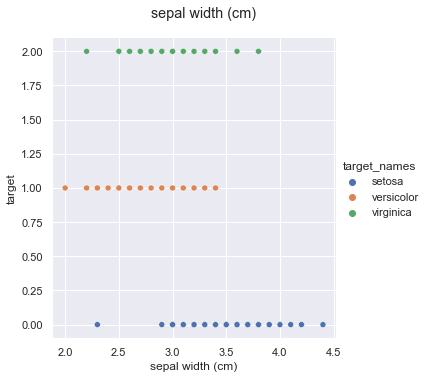 sepal width (cm)
2.00
1.75
1.50
1.25
1.00
0.75
0.50
0.25
0.00
target
2.0 2.5 3.0 3.5 4.0 4.5
sepal width (cm)
target_names
setosa
versicolor
virginica